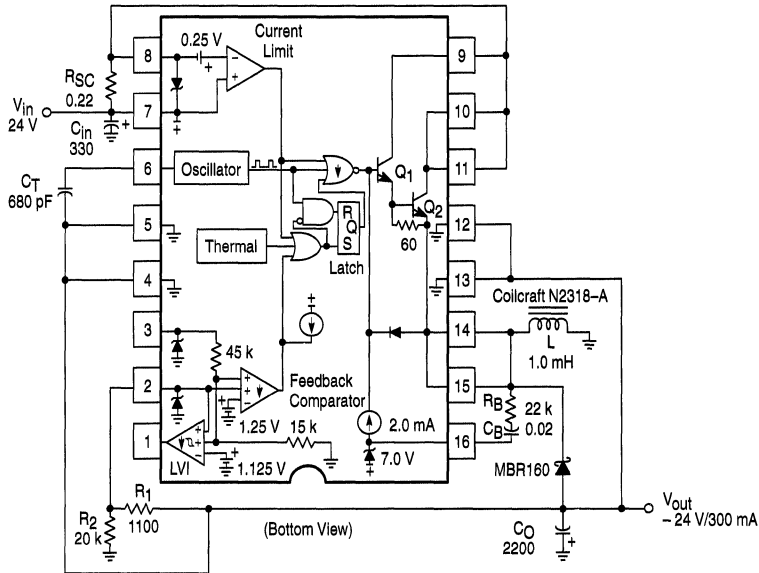 Current
Limit
0.25 V
+
−
+
8
9
RSC
0.22
Vin
24 V
7
10
Cin
330
+
+
6
Oscillator
Q1
11
CT
680 pF
R
Q
S
Q2
60
5
12
Thermal
Latch
4
13
Coilcraft N2318–A
+
3
14
L
1.0 mH
45 k
2
Feedback
Comparator
+
+
−
+
1.25 V
15
RB
22 k
CB
0.02
2.0 mA
1
15 k
16
+
−
+
LVI
1.125 V
7.0 V
+
MBR160
R1
1100
R2
20 k
(Bottom View)
CO
2200
+
Vout
– 24 V/300 mA